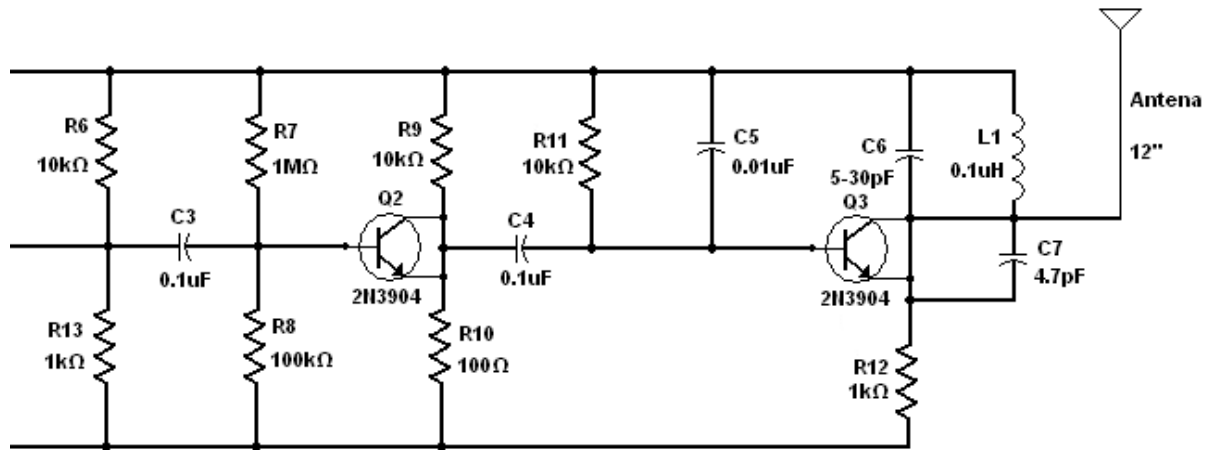 R6
10kΩ
R7
1MΩ
R9
10kΩ
R11
10kΩ
C5
0.01uF
C6
5-30pF
L1
0.1uH
Antena
12"
C3
0.1uF
Q2
2N3904
C4
0.1uF
Q3
2N3904
C7
4.7pF
R13
1kΩ
R8
100kΩ
R10
100Ω
R12
1kΩ